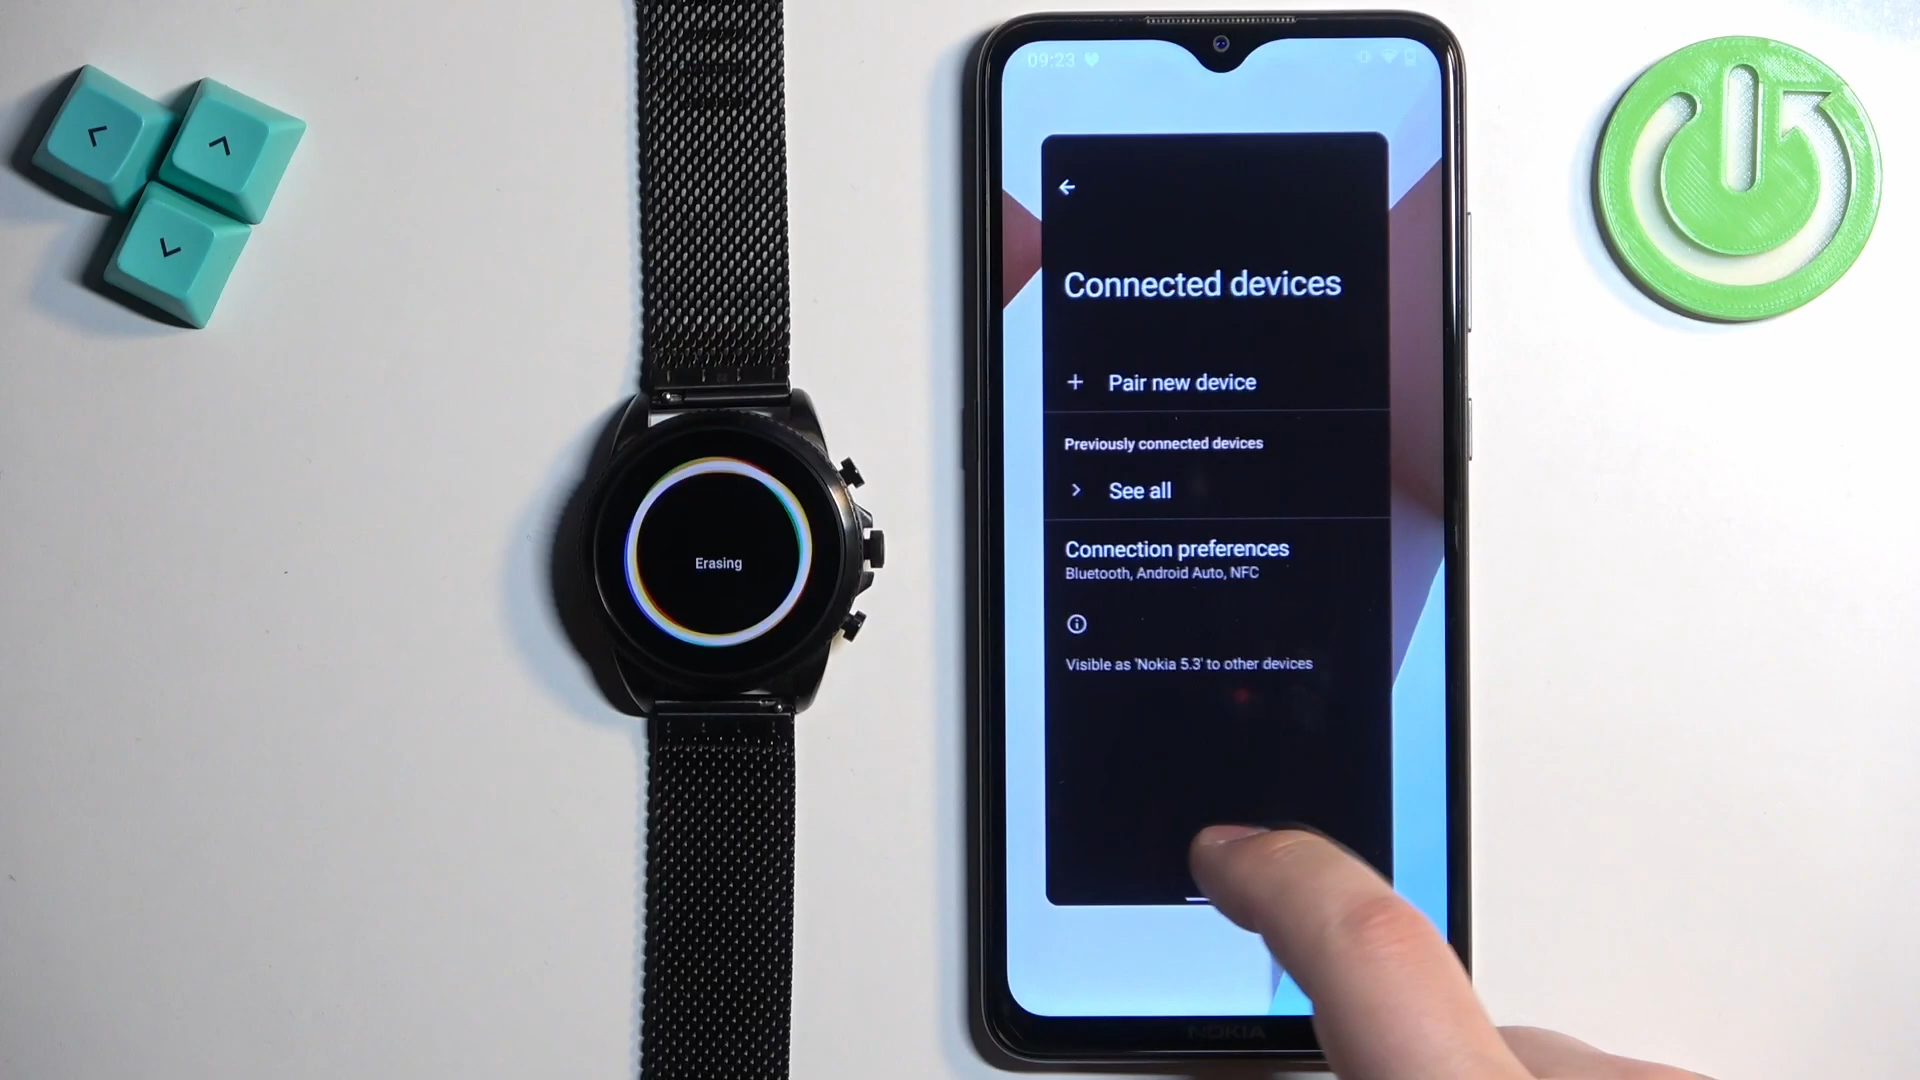 09:23
Connected devices
+ Pair new device
Previously connected devices
> See all
Connection preferences
Bluetooth, Android Auto, NFC
Visible as 'Nokia 5.3' to other devices
Erasing
NOKIA